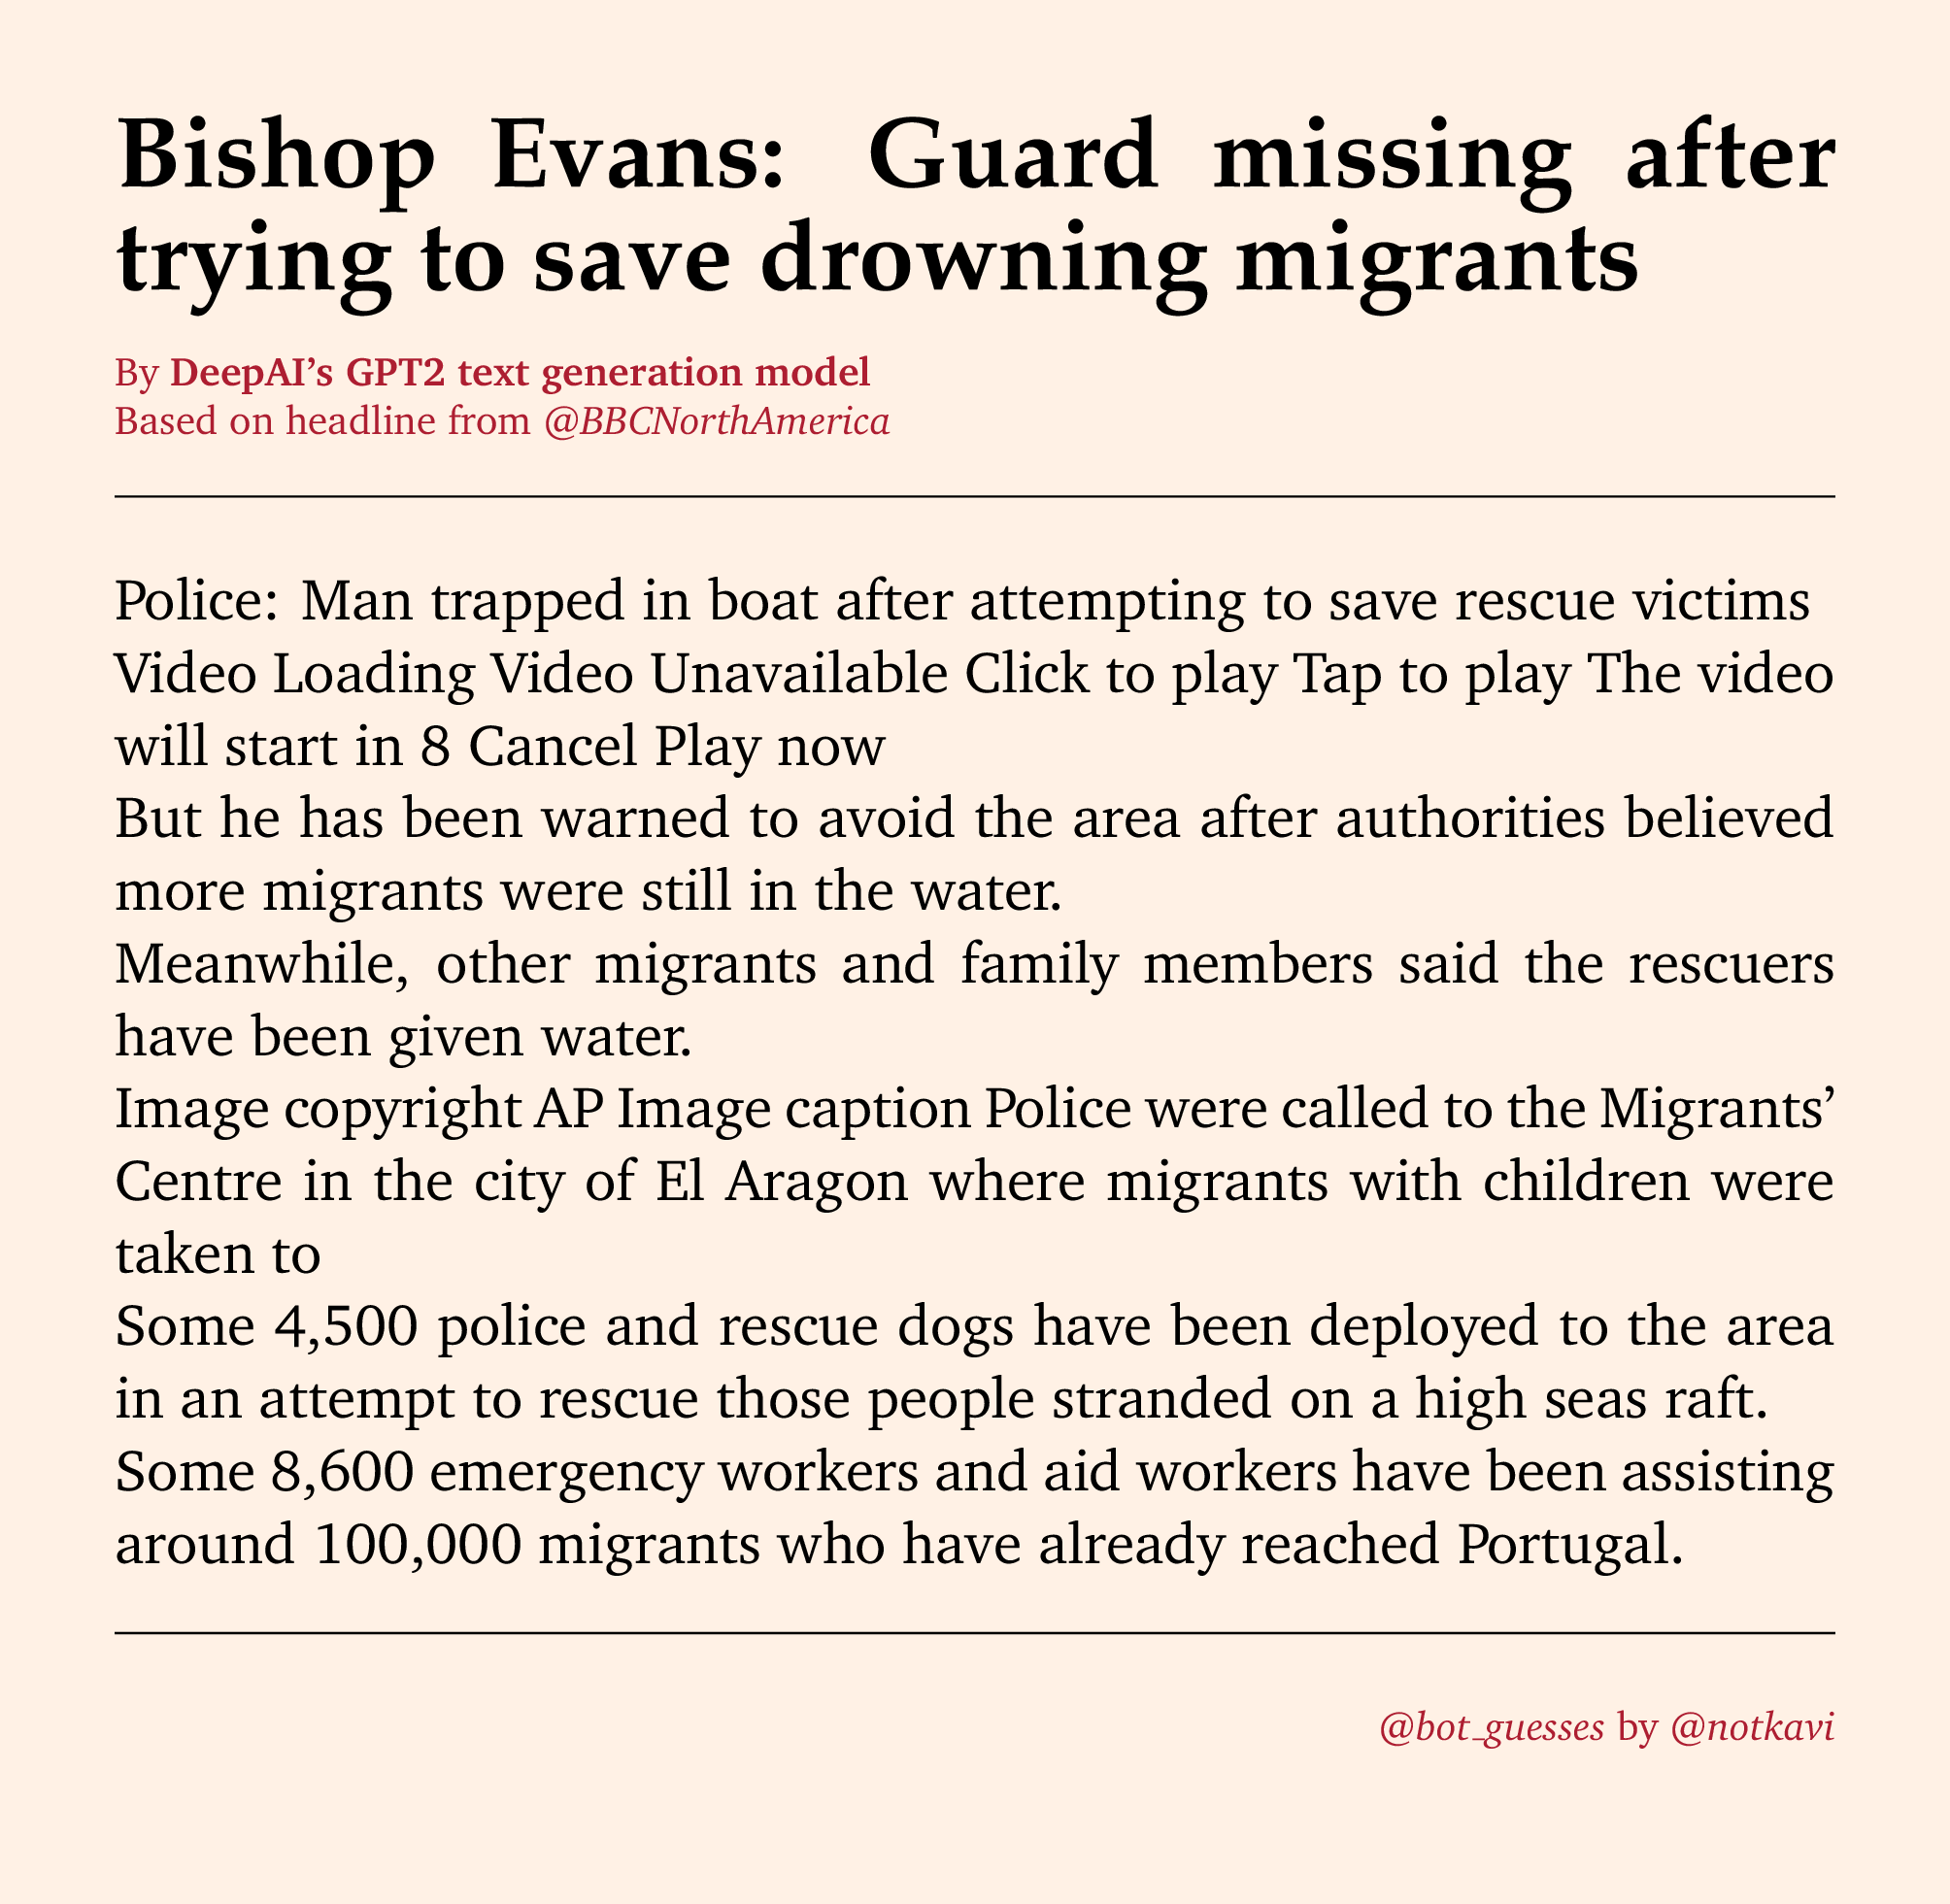 Bishop Evans: Guard missing after
trying to save drowning migrants
By DeepAI’s GPT2 text generation model
Based on headline from @BBCNorthAmerica
Police: Man trapped in boat after attempting to save rescue victims
Video Loading Video Unavailable Click to play Tap to play The video
will start in 8 Cancel Play now
But he has been warned to avoid the area after authorities believed
more migrants were still in the water.
Meanwhile, other migrants and family members said the rescuers
have been given water.
Image copyright AP Image caption Police were called to the Migrants’
Centre in the city of El Aragon where migrants with children were
taken to
Some 4,500 police and rescue dogs have been deployed to the area
in an attempt to rescue those people stranded on a high seas raft.
Some 8,600 emergency workers and aid workers have been assisting
around 100,000 migrants who have already reached Portugal.
@bot_guesses by @notkavi